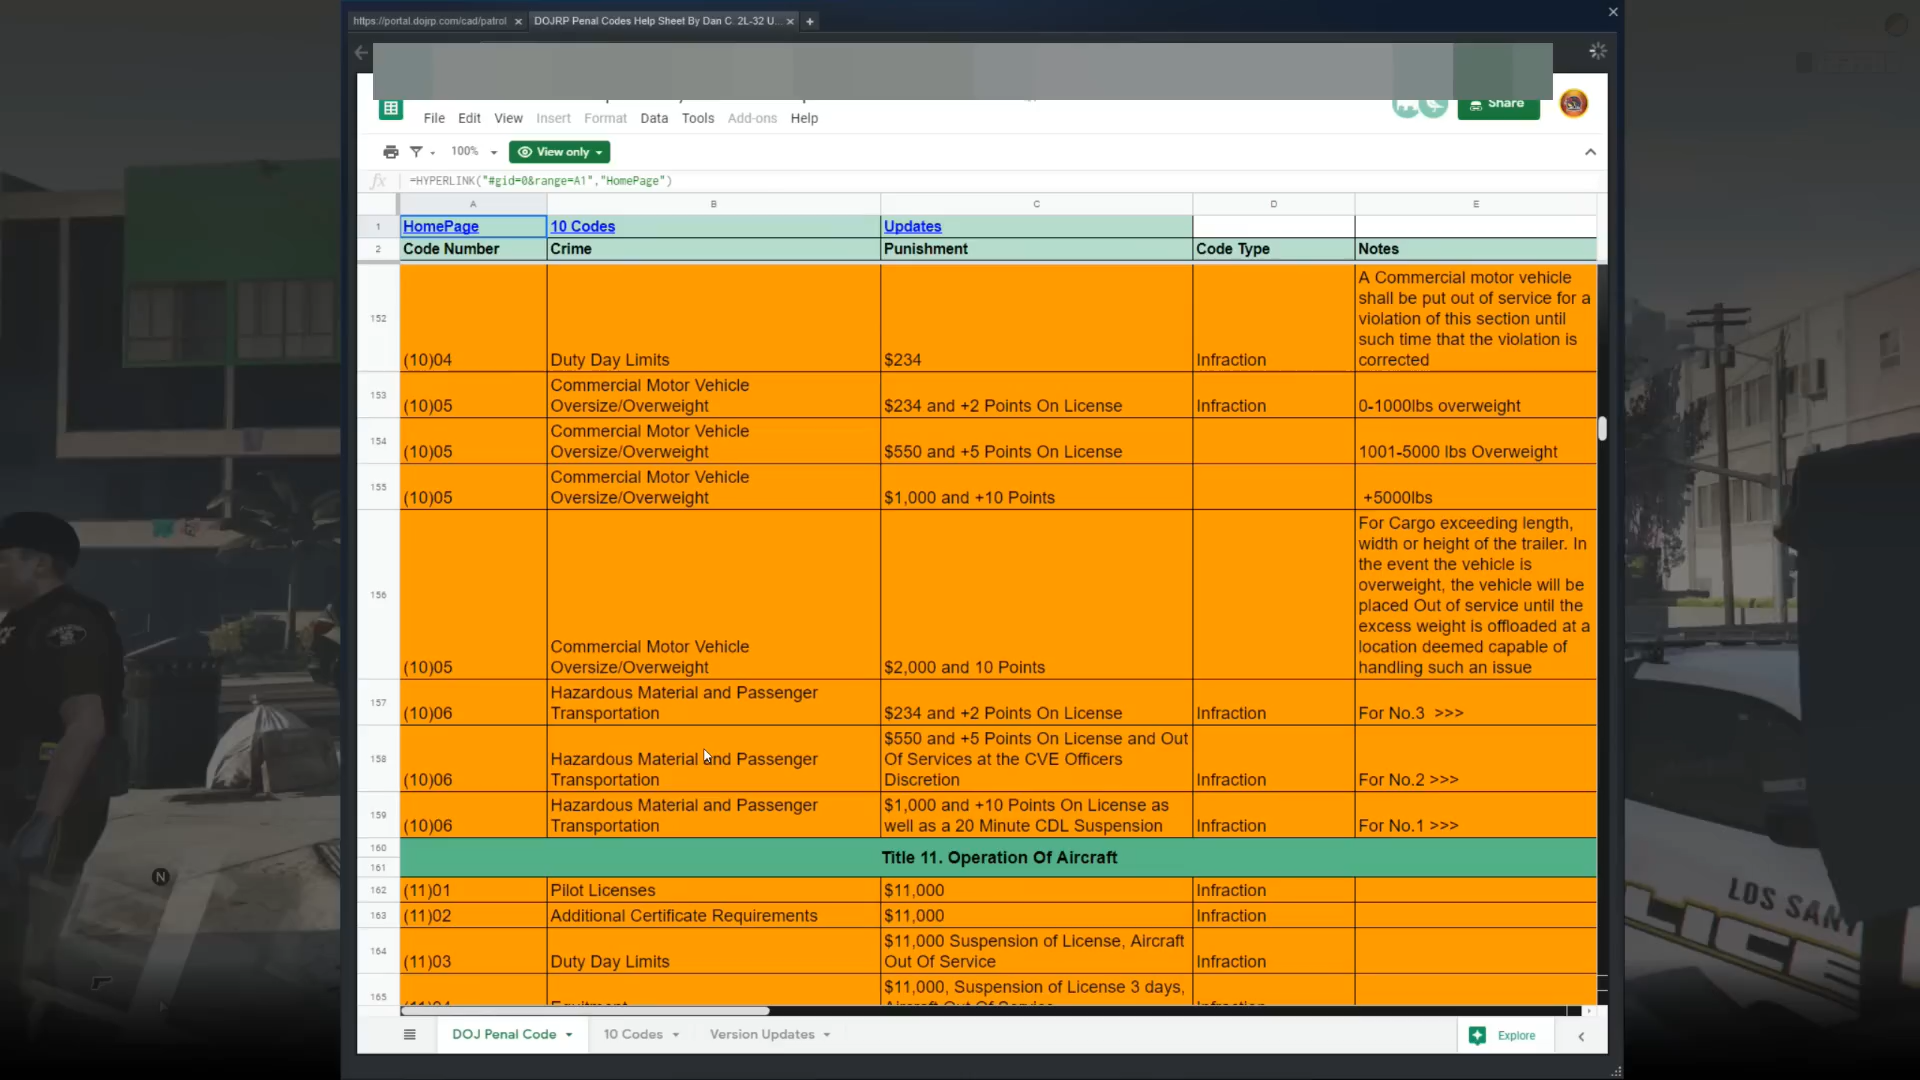 https://portal.dojrp.com/cad/patrol
DOJRP Penal Codes Help Sheet By Dan C. 2L-32 U...
Share
File Edit View Insert Format Data Tools Add-ons Help
100% View only
fx =HYPERLINK("#gid=0&range=A1","HomePage")
A B C D E
1 HomePage 10 Codes Updates
2 Code Number Crime Punishment Code Type Notes
A Commercial motor vehicle
shall be put out of service for a
violation of this section until
such time that the violation is
152 (10)04 Duty Day Limits $234 Infraction corrected
Commercial Motor Vehicle
153 (10)05 Oversize/Overweight $234 and +2 Points On License Infraction 0-1000lbs overweight
Commercial Motor Vehicle
154 (10)05 Oversize/Overweight $550 and +5 Points On License 1001-5000 lbs Overweight
Commercial Motor Vehicle
155 (10)05 Oversize/Overweight $1,000 and +10 Points +5000lbs
For Cargo exceeding length,
width or height of the trailer. In
the event the vehicle is
overweight, the vehicle will be
placed Out of service until the
excess weight is offloaded at a
Commercial Motor Vehicle location deemed capable of
156 (10)05 Oversize/Overweight $2,000 and 10 Points handling such an issue
Hazardous Material and Passenger
157 (10)06 Transportation $234 and +2 Points On License Infraction For No.3 >>>
$550 and +5 Points On License and Out
Hazardous Material and Passenger Of Services at the CVE Officers
158 (10)06 Transportation Discretion Infraction For No.2 >>>
Hazardous Material and Passenger $1,000 and +10 Points On License as
159 (10)06 Transportation well as a 20 Minute CDL Suspension Infraction For No.1 >>>
160
161 Title 11. Operation Of Aircraft
162 (11)01 Pilot Licenses $11,000 Infraction
163 (11)02 Additional Certificate Requirements $11,000 Infraction
$11,000 Suspension of License, Aircraft
164 (11)03 Duty Day Limits Out Of Service Infraction
165 $11,000, Suspension of License 3 days,
DOJ Penal Code 10 Codes Version Updates Explore
N
LOS SAN
LICE